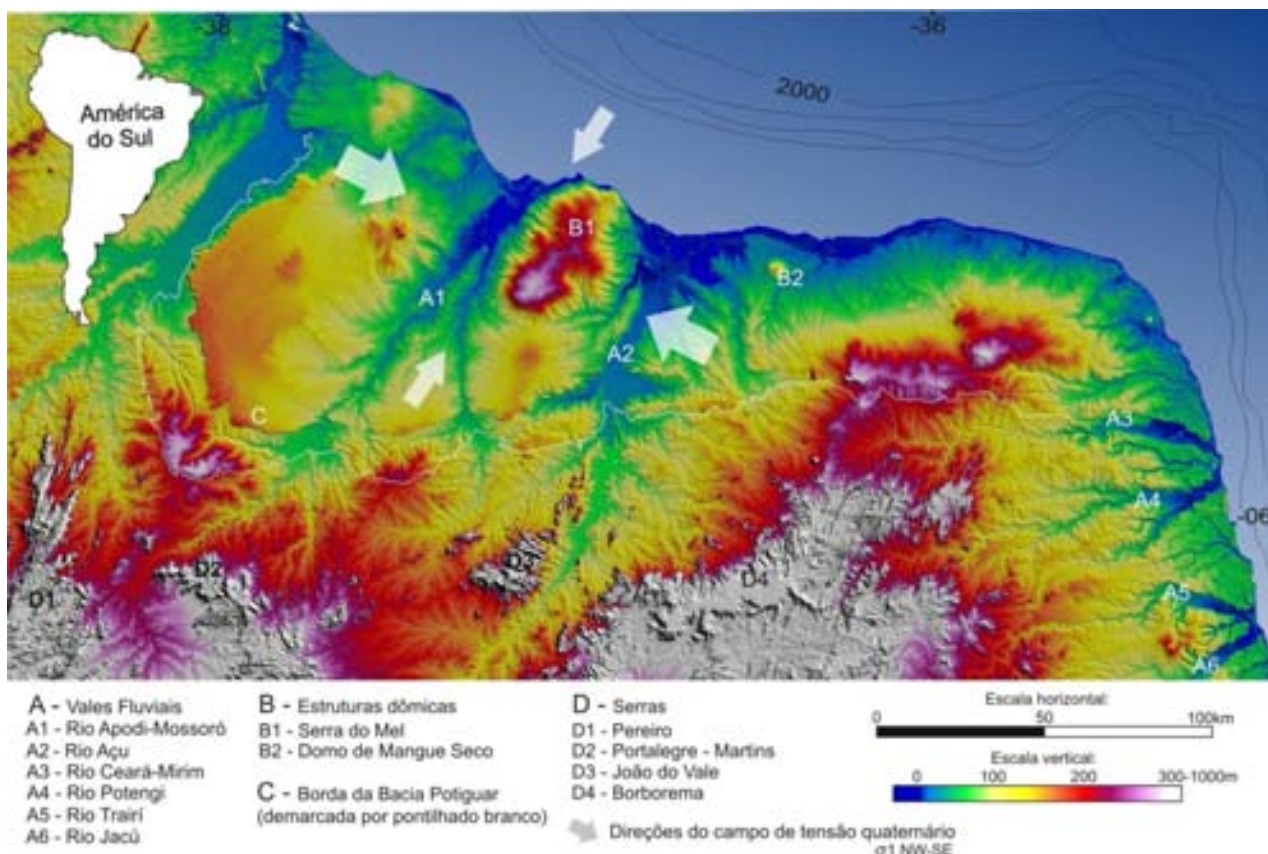 -38
-36
2000
América
do Sul
B1
B2
A1
A2
C
A3
A4
-06
D1
D2
D4
A5
A6
A - Vales Fluviais
A1 - Rio Apodi-Mossoró
A2 - Rio Açu
A3 - Rio Ceará-Mirim
A4 - Rio Potengi
A5 - Rio Trairí
A6 - Rio Jacú
B - Estruturas dômicas
B1 - Serra do Mel
B2 - Domo de Mangue Seco
C - Borda da Bacia Potiguar
(demarcada por pontilhado branco)
D - Serras
D1 - Pereiro
D2 - Portalegre - Martins
D3 - João do Vale
D4 - Borborema
Direções do campo de tensão quaternário
σ1 NW-SE
Escala horizontal:
0 50 100km
Escala vertical:
0 100 200 300-1000m